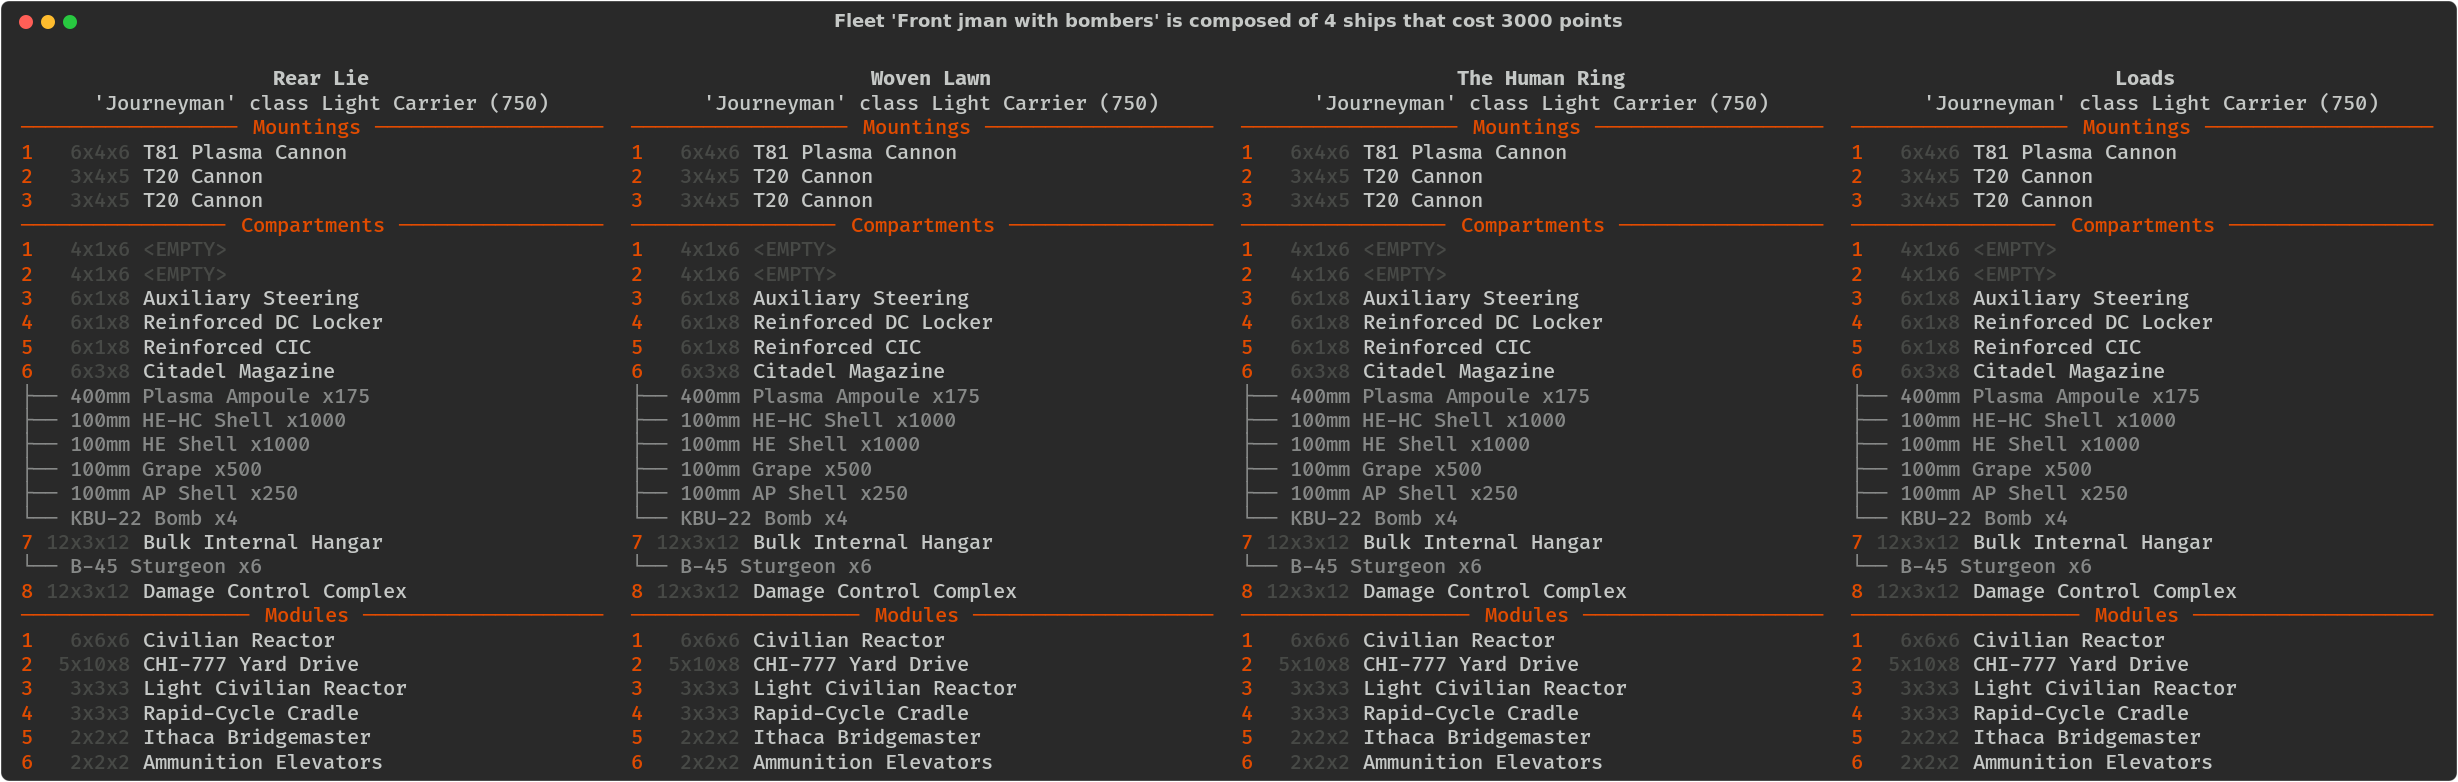 Fleet 'Front jman with bombers' is composed of 4 ships that cost 3000 points
Rear Lie
'Journeyman' class Light Carrier (750)
Mountings
1 6x4x6 T81 Plasma Cannon
2 3x4x5 T20 Cannon
3 3x4x5 T20 Cannon
Compartments
1 4x1x6 <EMPTY>
2 4x1x6 <EMPTY>
3 6x1x8 Auxiliary Steering
4 6x1x8 Reinforced DC Locker
5 6x1x8 Reinforced CIC
6 6x3x8 Citadel Magazine
├── 400mm Plasma Ampoule x175
├── 100mm HE-HC Shell x1000
├── 100mm HE Shell x1000
├── 100mm Grape x500
├── 100mm AP Shell x250
└── KBU-22 Bomb x4
7 12x3x12 Bulk Internal Hangar
└── B-45 Sturgeon x6
8 12x3x12 Damage Control Complex
Modules
1 6x6x6 Civilian Reactor
2 5x10x8 CHI-777 Yard Drive
3 3x3x3 Light Civilian Reactor
4 3x3x3 Rapid-Cycle Cradle
5 2x2x2 Ithaca Bridgemaster
6 2x2x2 Ammunition Elevators
Woven Lawn
'Journeyman' class Light Carrier (750)
Mountings
1 6x4x6 T81 Plasma Cannon
2 3x4x5 T20 Cannon
3 3x4x5 T20 Cannon
Compartments
1 4x1x6 <EMPTY>
2 4x1x6 <EMPTY>
3 6x1x8 Auxiliary Steering
4 6x1x8 Reinforced DC Locker
5 6x1x8 Reinforced CIC
6 6x3x8 Citadel Magazine
├── 400mm Plasma Ampoule x175
├── 100mm HE-HC Shell x1000
├── 100mm HE Shell x1000
├── 100mm Grape x500
├── 100mm AP Shell x250
└── KBU-22 Bomb x4
7 12x3x12 Bulk Internal Hangar
└── B-45 Sturgeon x6
8 12x3x12 Damage Control Complex
Modules
1 6x6x6 Civilian Reactor
2 5x10x8 CHI-777 Yard Drive
3 3x3x3 Light Civilian Reactor
4 3x3x3 Rapid-Cycle Cradle
5 2x2x2 Ithaca Bridgemaster
6 2x2x2 Ammunition Elevators
The Human Ring
'Journeyman' class Light Carrier (750)
Mountings
1 6x4x6 T81 Plasma Cannon
2 3x4x5 T20 Cannon
3 3x4x5 T20 Cannon
Compartments
1 4x1x6 <EMPTY>
2 4x1x6 <EMPTY>
3 6x1x8 Auxiliary Steering
4 6x1x8 Reinforced DC Locker
5 6x1x8 Reinforced CIC
6 6x3x8 Citadel Magazine
├── 400mm Plasma Ampoule x175
├── 100mm HE-HC Shell x1000
├── 100mm HE Shell x1000
├── 100mm Grape x500
├── 100mm AP Shell x250
└── KBU-22 Bomb x4
7 12x3x12 Bulk Internal Hangar
└── B-45 Sturgeon x6
8 12x3x12 Damage Control Complex
Modules
1 6x6x6 Civilian Reactor
2 5x10x8 CHI-777 Yard Drive
3 3x3x3 Light Civilian Reactor
4 3x3x3 Rapid-Cycle Cradle
5 2x2x2 Ithaca Bridgemaster
6 2x2x2 Ammunition Elevators
Loads
'Journeyman' class Light Carrier (750)
Mountings
1 6x4x6 T81 Plasma Cannon
2 3x4x5 T20 Cannon
3 3x4x5 T20 Cannon
Compartments
1 4x1x6 <EMPTY>
2 4x1x6 <EMPTY>
3 6x1x8 Auxiliary Steering
4 6x1x8 Reinforced DC Locker
5 6x1x8 Reinforced CIC
6 6x3x8 Citadel Magazine
├── 400mm Plasma Ampoule x175
├── 100mm HE-HC Shell x1000
├── 100mm HE Shell x1000
├── 100mm Grape x500
├── 100mm AP Shell x250
└── KBU-22 Bomb x4
7 12x3x12 Bulk Internal Hangar
└── B-45 Sturgeon x6
8 12x3x12 Damage Control Complex
Modules
1 6x6x6 Civilian Reactor
2 5x10x8 CHI-777 Yard Drive
3 3x3x3 Light Civilian Reactor
4 3x3x3 Rapid-Cycle Cradle
5 2x2x2 Ithaca Bridgemaster
6 2x2x2 Ammunition Elevators